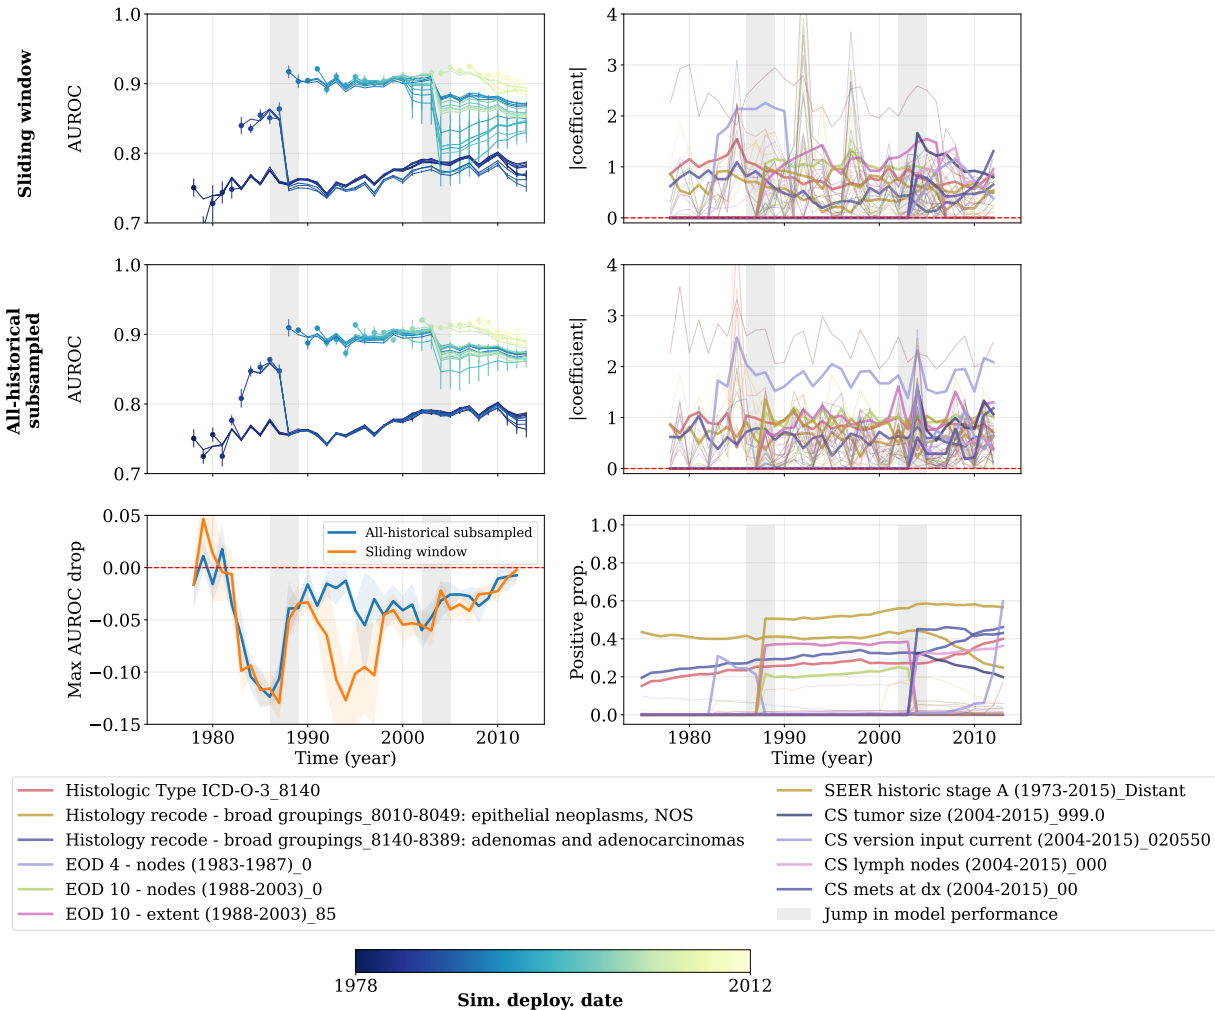 Sliding window
AUROC
1.0
0.9
0.8
0.7
|coefficient|
4
3
2
1
0
All-historical
subsampled
AUROC
1.0
0.9
0.8
0.7
|coefficient|
4
3
2
1
0
Max AUROC drop
0.05
0.00
−0.05
−0.10
−0.15
All-historical subsampled
Sliding window
1980 1990 2000 2010
Time (year)
Positive prop.
1.0
0.8
0.6
0.4
0.2
0.0
1980 1990 2000 2010
Time (year)
Histologic Type ICD-O-3_8140
Histology recode - broad groupings_8010-8049: epithelial neoplasms, NOS
Histology recode - broad groupings_8140-8389: adenomas and adenocarcinomas
EOD 4 - nodes (1983-1987)_0
EOD 10 - nodes (1988-2003)_0
EOD 10 - extent (1988-2003)_85
SEER historic stage A (1973-2015)_Distant
CS tumor size (2004-2015)_999.0
CS version input current (2004-2015)_020550
CS lymph nodes (2004-2015)_000
CS mets at dx (2004-2015)_00
Jump in model performance
1978 2012
Sim. deploy. date